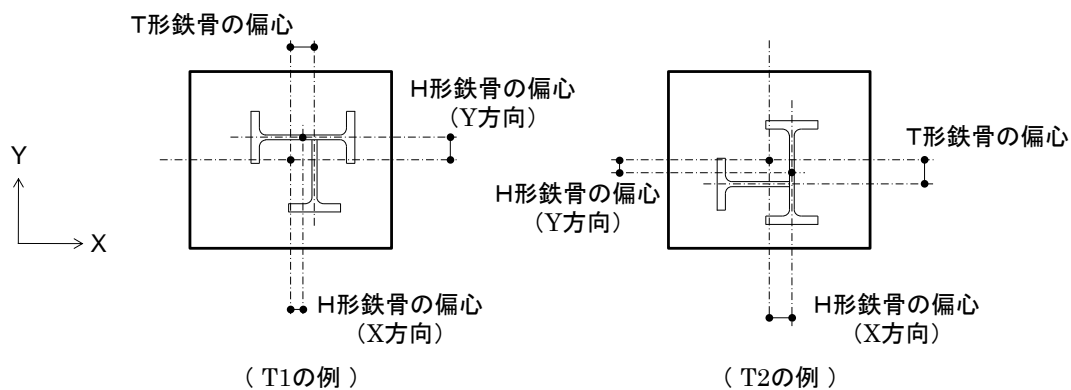 T形鉄骨の偏心
H形鉄骨の偏心
(Y方向)
Y
X
H形鉄骨の偏心
(X方向)
( T1の例 )
T形鉄骨の偏心
H形鉄骨の偏心
(Y方向)
H形鉄骨の偏心
(X方向)
( T2の例 )